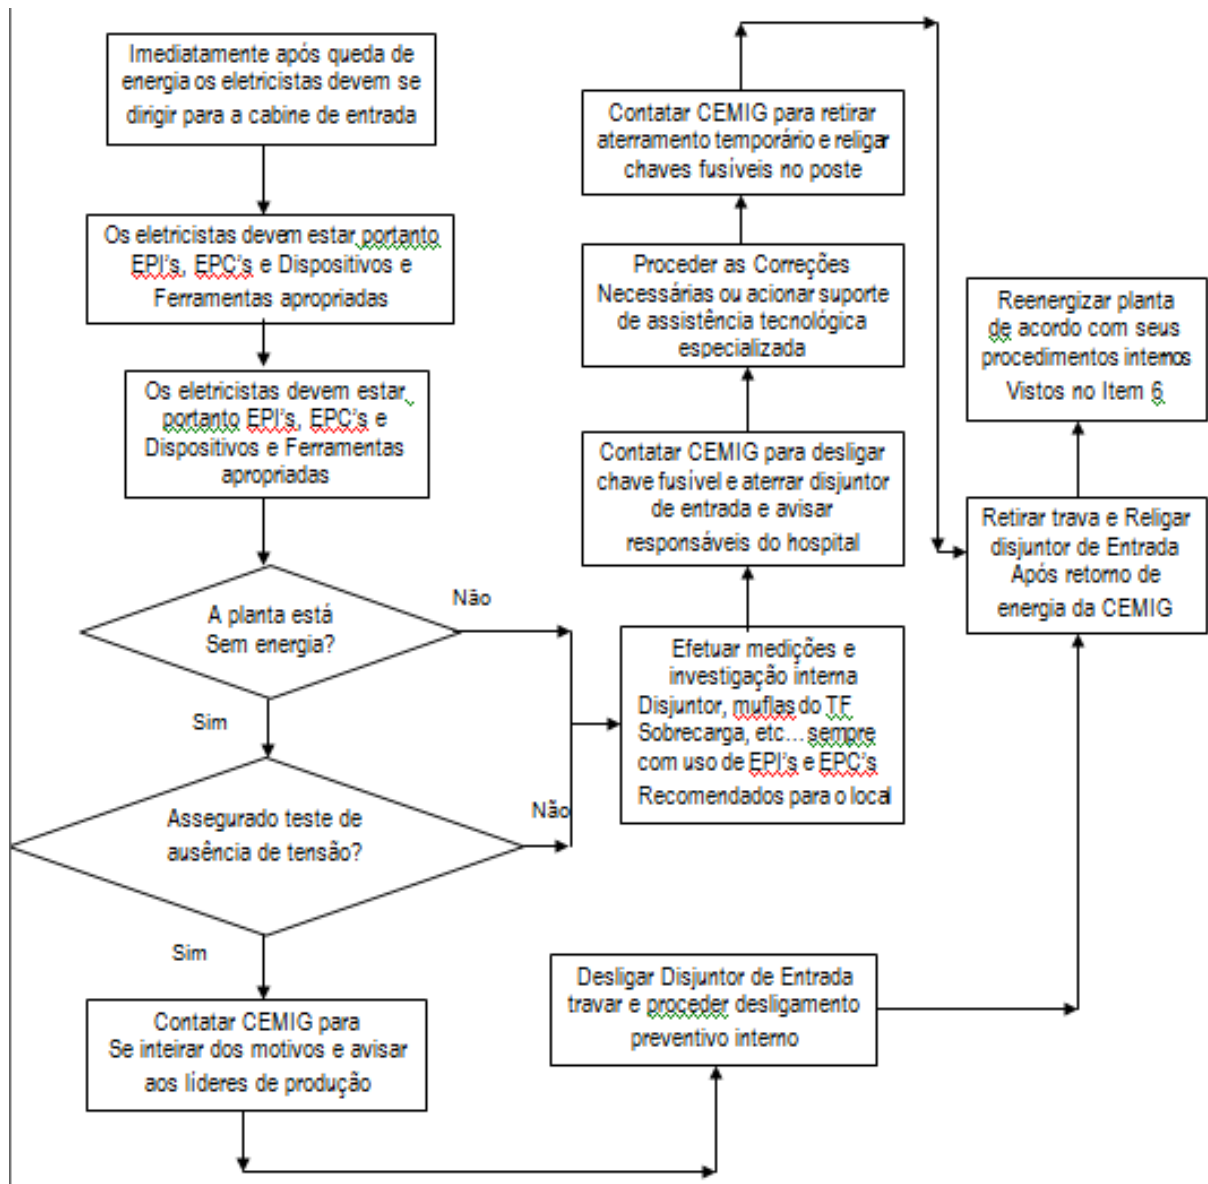 Imediatamente após queda de
energia os eletricistas devem se
dirigir para a cabine de entrada
Os eletricistas devem estar portanto
EPI's, EPC's e Dispositivos e
Ferramentas apropriadas
Os eletricistas devem estar
portanto EPI's, EPC's e
Dispositivos e Ferramentas
apropriadas
A planta está
Sem energia?
Não
Sim
Assegurado teste de
ausência de tensão?
Não
Sim
Contatar CEMIG para
Se inteirar dos motivos e avisar
aos líderes de produção
Desligar Disjuntor de Entrada
travar e proceder desligamento
preventivo interno
Efetuar medições e
investigação interna
Disjuntor, muflas do TF
Sobrecarga, etc... sempre
com uso de EPI's e EPC's
Recomendados para o local
Contatar CEMIG para desligar
chave fusível e aterrar disjuntor
de entrada e avisar
responsáveis do hospital
Proceder as Correções
Necessárias ou acionar suporte
de assistência tecnológica
especializada
Contatar CEMIG para retirar
aterramento temporário e religar
chaves fusíveis no poste
Retirar trava e Religar
disjuntor de Entrada
Após retorno de
energia da CEMIG
Reenergizar planta
de acordo com seus
procedimentos internos
Vistos no Item 6